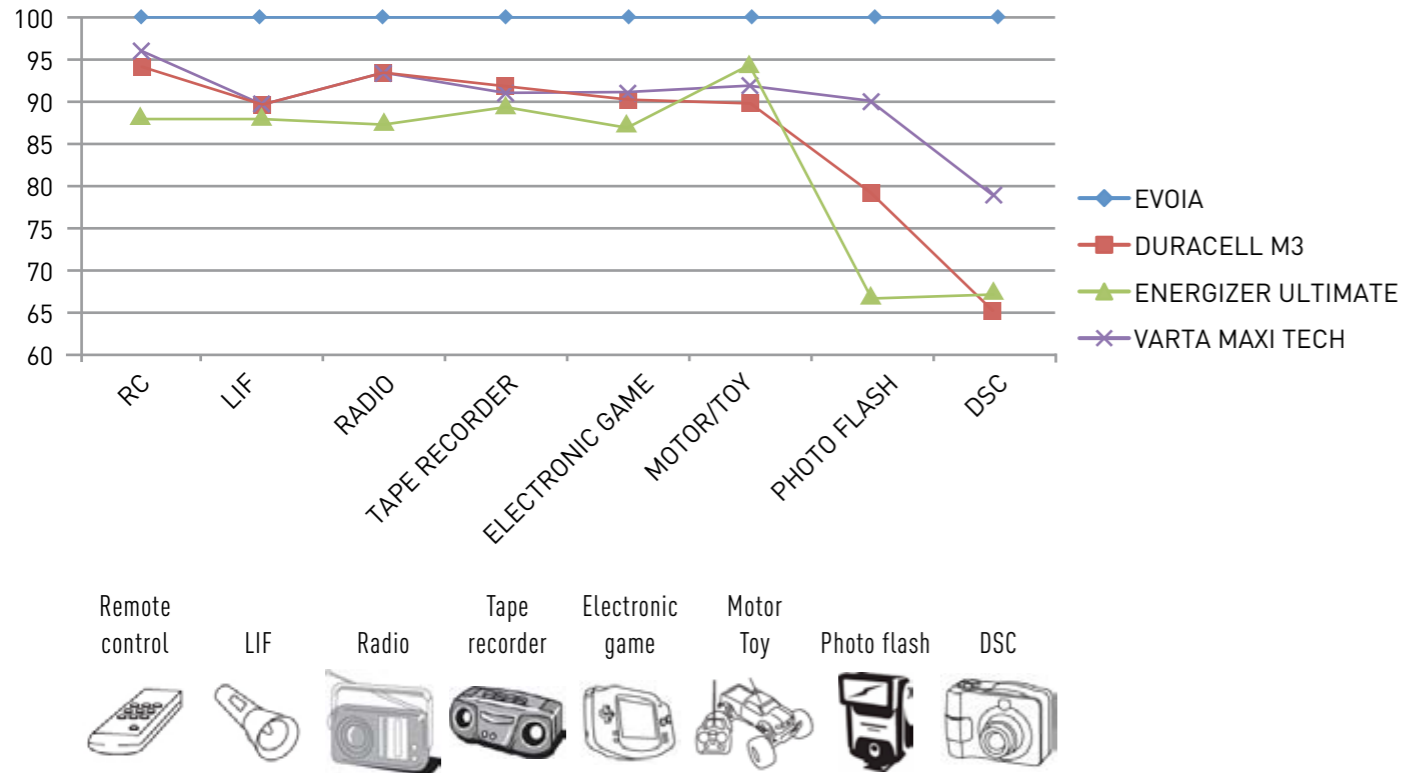 100
95
90
85
80
75
70
65
60
RC
LIF
RADIO
TAPE RECORDER
ELECTRONIC GAME
MOTOR/TOY
PHOTO FLASH
DSC
EVOIA
DURACELL M3
ENERGIZER ULTIMATE
VARTA MAXI TECH
Remote
control
LIF
Radio
Tape
recorder
Electronic
game
Motor
Toy
Photo flash
DSC